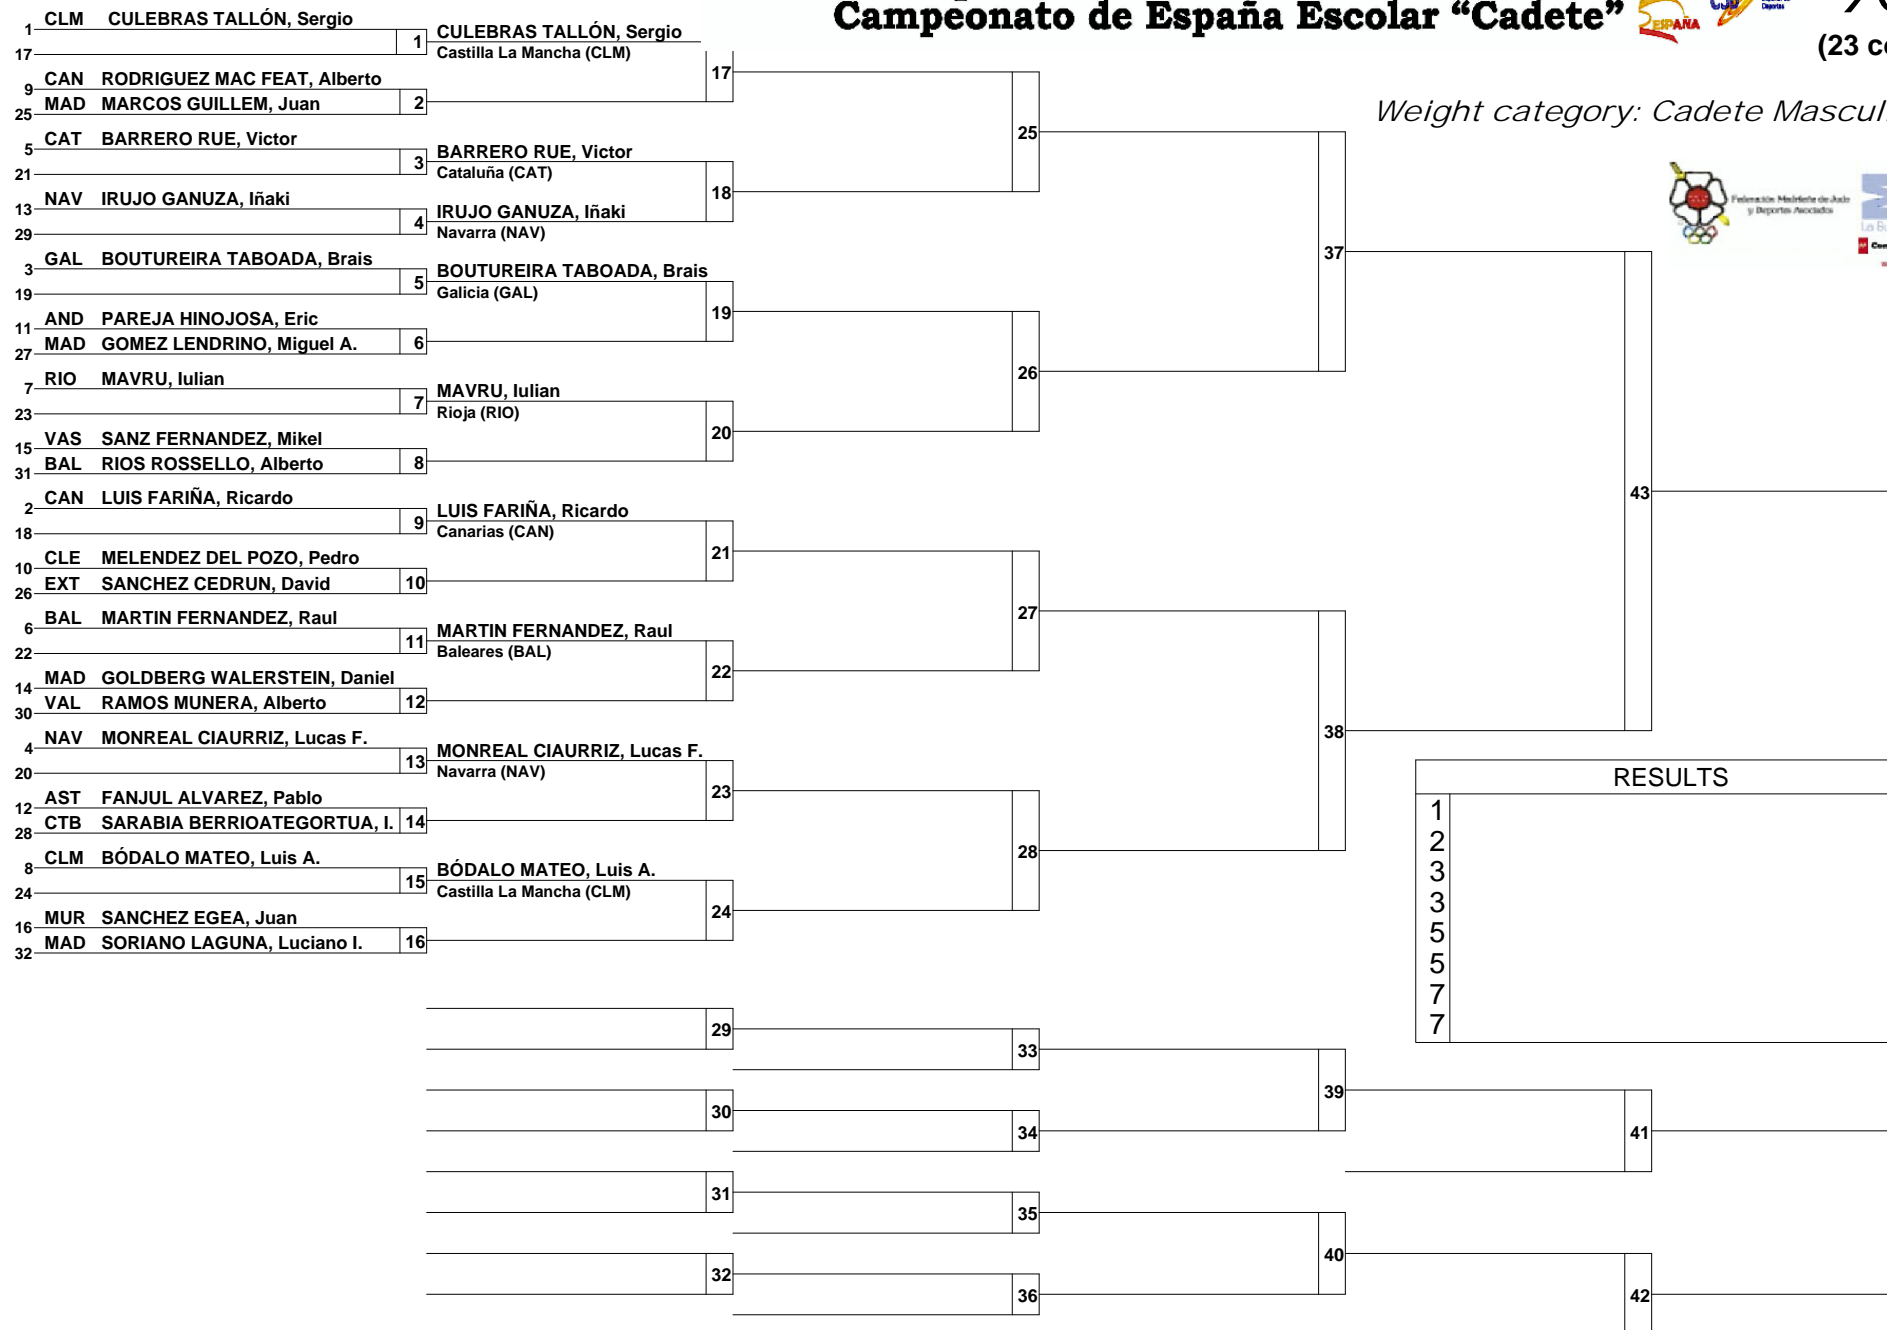 Campeonato de España Escolar “Cadete”
ESPAÑA
(23 c
Weight category: Cadete Mascul
Federación Madrileña de Judo
y Deportes Asociados
1 CLM CULEBRAS TALLÓN, Sergio
17
1
CULEBRAS TALLÓN, Sergio
Castilla La Mancha (CLM)
9 CAN RODRIGUEZ MAC FEAT, Alberto
25 MAD MARCOS GUILLEM, Juan
2
17
5 CAT BARRERO RUE, Victor
21
3
BARRERO RUE, Victor
Cataluña (CAT)
13 NAV IRUJO GANUZA, Iñaki
29
4
IRUJO GANUZA, Iñaki
Navarra (NAV)
18
25
3 GAL BOUTUREIRA TABOADA, Brais
19
5
BOUTUREIRA TABOADA, Brais
Galicia (GAL)
11 AND PAREJA HINOJOSA, Eric
27 MAD GOMEZ LENDRINO, Miguel A.
6
19
7 RIO MAVRU, Iulian
23
7
MAVRU, Iulian
Rioja (RIO)
15 VAS SANZ FERNANDEZ, Mikel
31 BAL RIOS ROSSELLO, Alberto
8
20
26
37
2 CAN LUIS FARIÑA, Ricardo
18
9
LUIS FARIÑA, Ricardo
Canarias (CAN)
10 CLE MELENDEZ DEL POZO, Pedro
26 EXT SANCHEZ CEDRUN, David
10
21
6 BAL MARTIN FERNANDEZ, Raul
22
11
MARTIN FERNANDEZ, Raul
Baleares (BAL)
14 MAD GOLDBERG WALERSTEIN, Daniel
30 VAL RAMOS MUNERA, Alberto
12
22
27
4 NAV MONREAL CIAURRIZ, Lucas F.
20
13
MONREAL CIAURRIZ, Lucas F.
Navarra (NAV)
12 AST FANJUL ALVAREZ, Pablo
28 CTB SARABIA BERRIOATEGORTUA, I.
14
23
8 CLM BÓDALO MATEO, Luis A.
24
15
BÓDALO MATEO, Luis A.
Castilla La Mancha (CLM)
16 MUR SANCHEZ EGEA, Juan
32 MAD SORIANO LAGUNA, Luciano I.
16
24
28
38
43
RESULTS
1
2
3
3
5
5
7
7
29
33
30
34
39
41
31
35
32
36
40
42